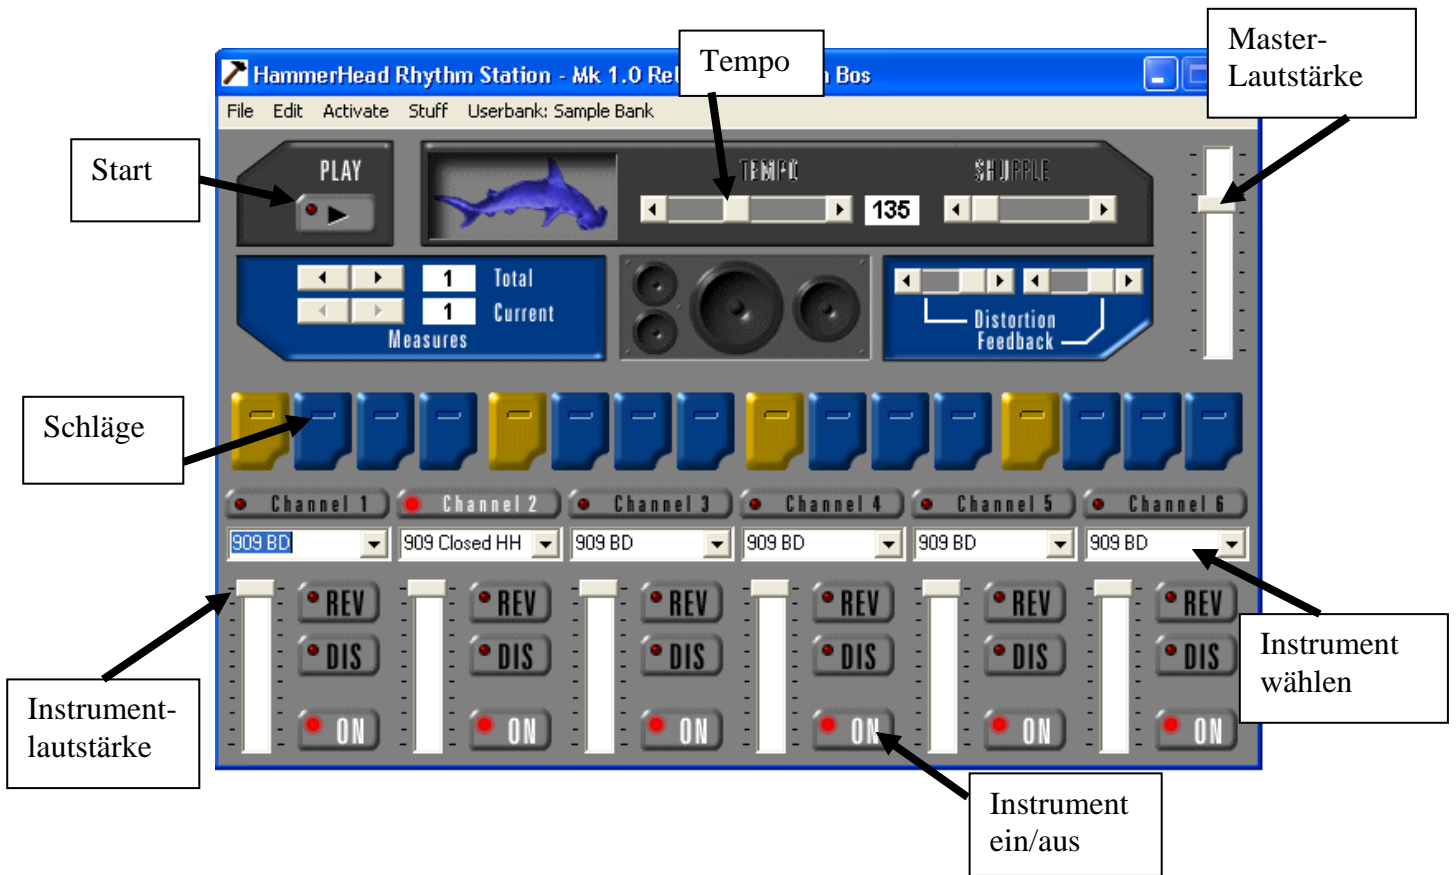 Master-
Lautstärke
Tempo
HammerHead Rhythm Station - Mk 1.0 Bos
File Edit Activate Stuff Userbank: Sample Bank
Start
PLAY
TEMPO
SHUFFLE
135
1 Total
1 Current
Measures
Distortion
Feedback
Schläge
Channel 1 Channel 2 Channel 3 Channel 4 Channel 5 Channel 6
909 BD 909 Closed HH 909 BD 909 BD 909 BD 909 BD
REV REV REV REV REV REV
DIS DIS DIS DIS DIS DIS
ON ON ON ON ON ON
Instrument
wählen
Instrument-
lautstärke
Instrument
ein/aus